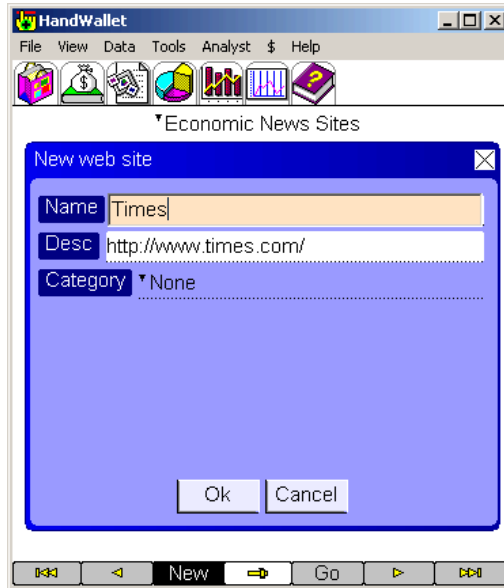 HandWallet
File View Data Tools Analyst $ Help
$
?
Economic News Sites
New web site
Name Times
Desc http://www.times.com/
Category None
Ok Cancel
New Go